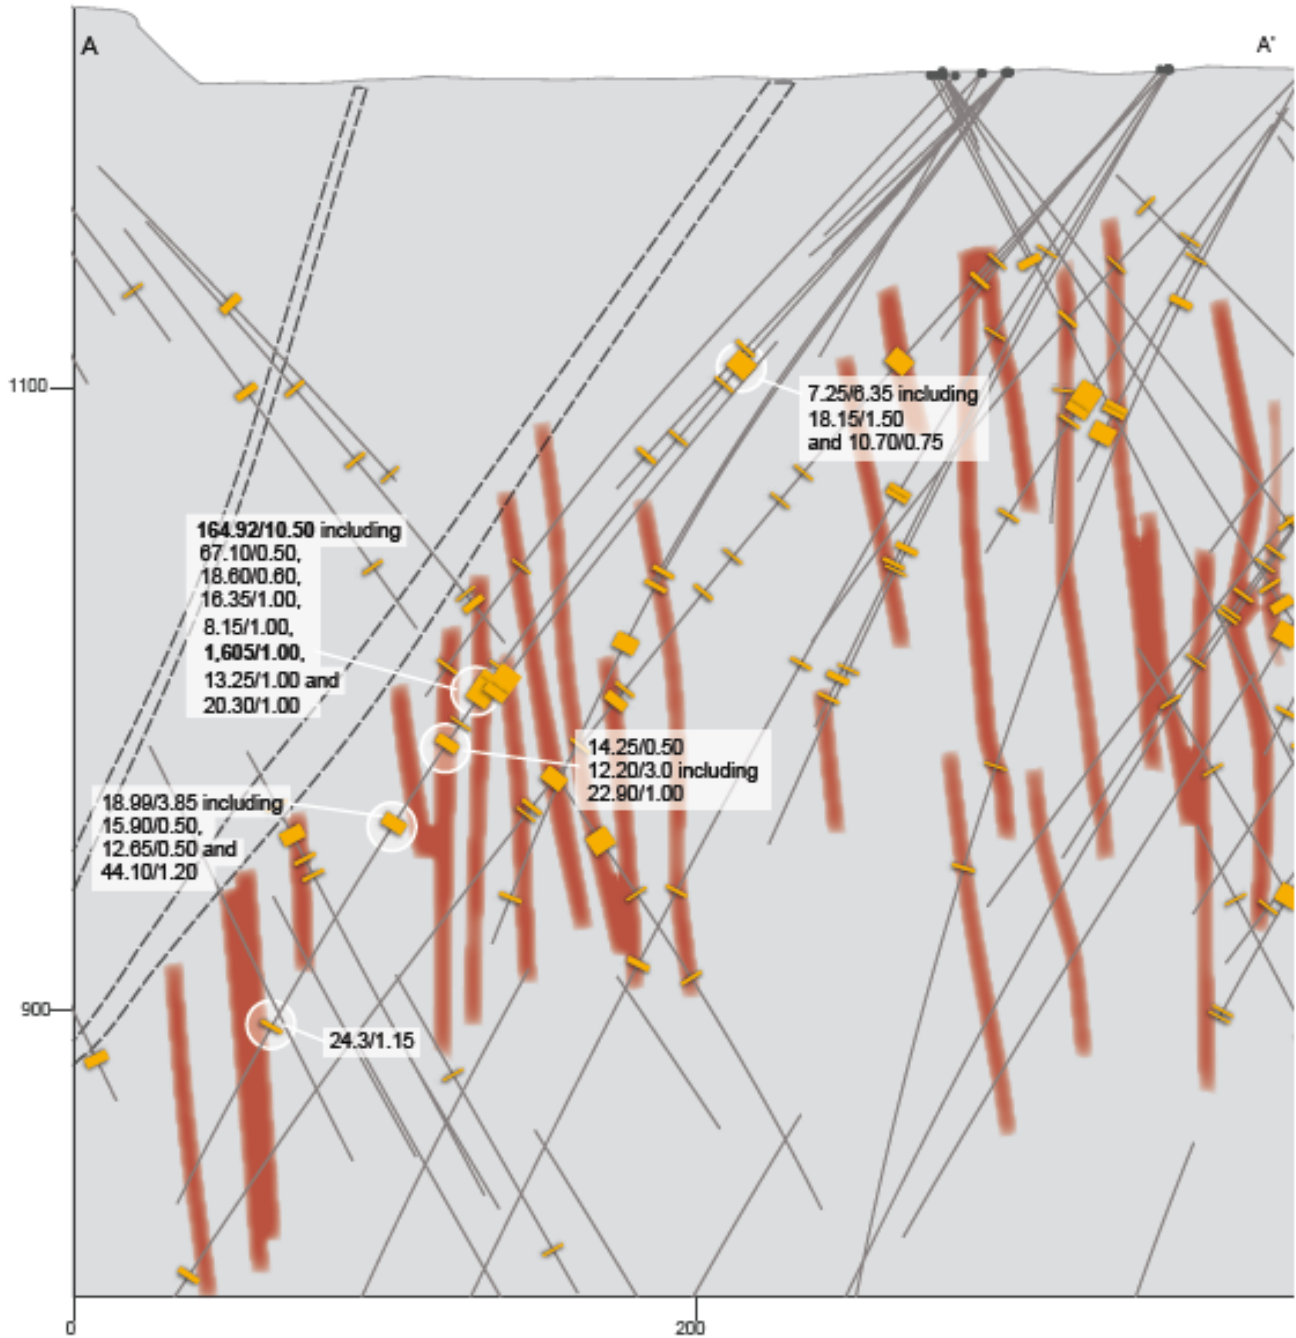 A
A'
1100
7.25/6.35 including
18.15/1.50
and 10.70/0.75
164.92/10.50 including
67.10/0.50,
18.60/0.60,
16.35/1.00,
8.15/1.00,
1,605/1.00,
13.25/1.00 and
20.30/1.00
14.25/0.50
12.20/3.0 including
22.90/1.00
18.99/3.85 including
15.90/0.50,
12.65/0.50 and
44.10/1.20
900
24.3/1.15
0
200